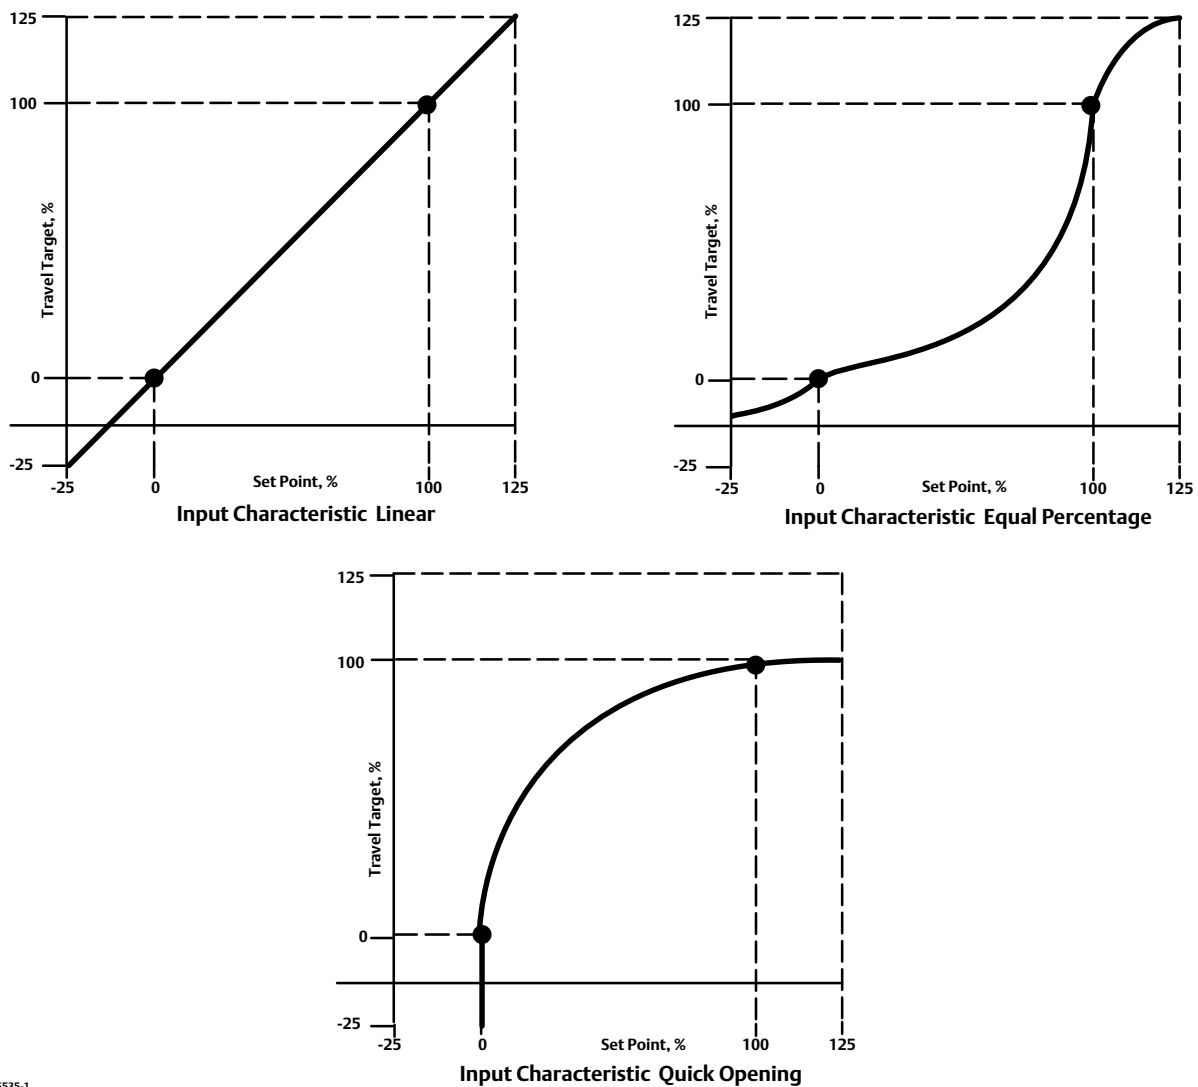 125
100
Travel Target, %
0
-25
-25
0
Set Point, %
100
125
Input Characteristic Linear
125
100
Travel Target, %
0
-25
-25
0
Set Point, %
100
125
Input Characteristic Equal Percentage
125
100
Travel Target, %
0
-25
-25
0
Set Point, %
100
125
Input Characteristic Quick Opening